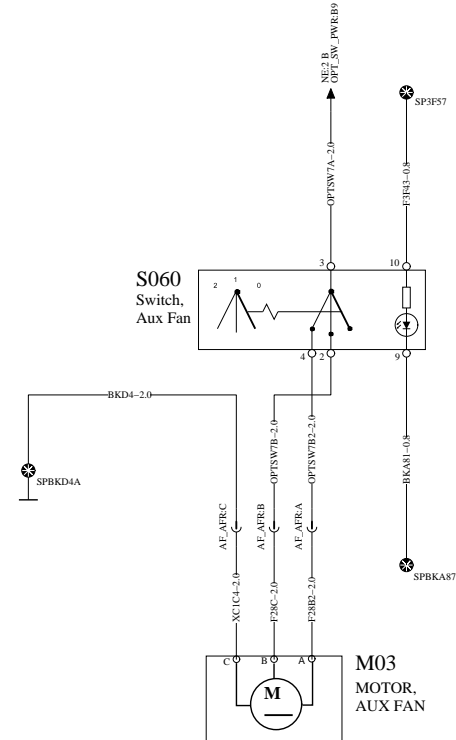 NE:2 B
OPT_SW_PWR:B9
SP3F57
OPTSW7A-2.0
F3F43-0.8
3
10
S060
Switch,
Aux Fan
2
1
0
4
2
9
BKD4-2.0
OPTSW7B-2.0
OPTSW7B2-2.0
BKA81-0.8
SPBKD4A
AF_AFR:C
AF_AFR:B
AF_AFR:A
SPBKA87
XC1C4-2.0
F28C-2.0
F28B2-2.0
C
B
A
M03
MOTOR,
AUX FAN
M